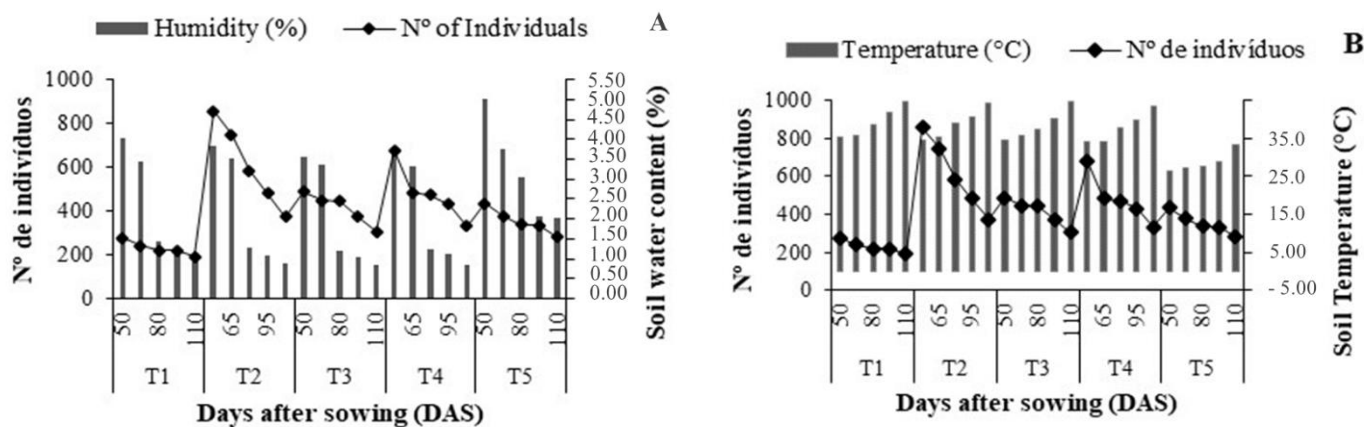 Humidity (%) Nº of Individuals A
1000
800
600
400
200
0
Nº de indivíduos
5.50
5.00
4.50
4.00
3.50
3.00
2.50
2.00
1.50
1.00
0.50
0.00
Soil water content (%)
50 80 110 65 95 50 80 110 65 95 50 80 110
T1 T2 T3 T4 T5
Days after sowing (DAS)
Temperature (°C) Nº de indivíduos B
1000
800
600
400
200
0
Nº de indivíduos
35.0
25.0
15.0
5.00
- 5.00
Soil Temperature (°C)
50 80 110 65 95 50 80 110 65 95 50 80 110
T1 T2 T3 T4 T5
Days after sowing (DAS)